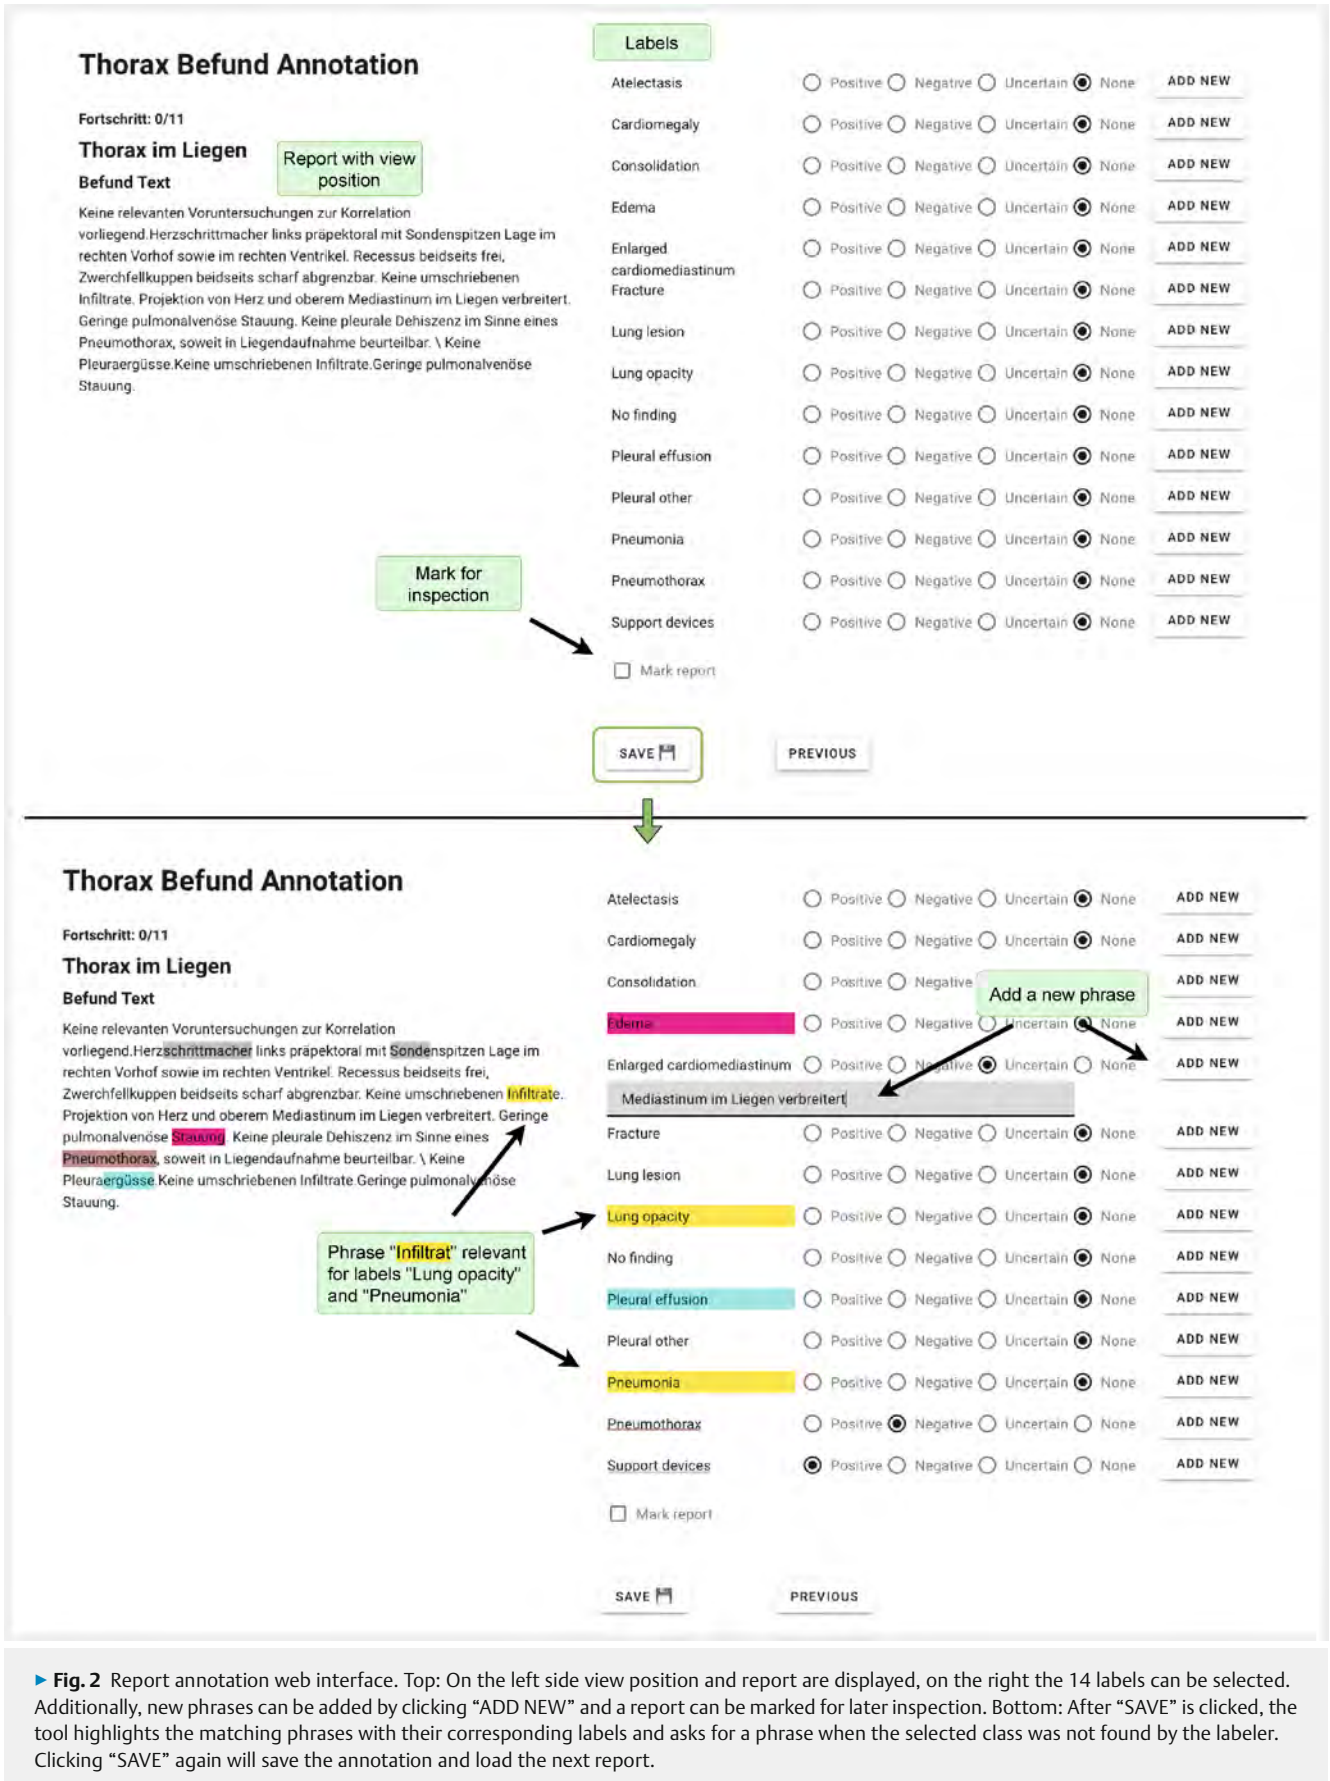 Labels
Thorax Befund Annotation
Fortschritt: 0/11
Thorax im Liegen
Report with view
position
Befund Text
Keine relevanten Voruntersuchungen zur Korrelation
vorliegend.Herzschrittmacher links präpektoral mit Sondenspitzen Lage im
rechten Vorhof sowie im rechten Ventrikel. Recessus beidseits frei,
Zwerchfellkuppen beidseits scharf abgrenzbar. Keine umschriebenen
Infiltrate. Projektion von Herz und oberem Mediastinum im Liegen verbreitert.
Geringe pulmonalvenöse Stauung. Keine pleurale Dehiszenz im Sinne eines
Pneumothorax, soweit in Liegendaufnahme beurteilbar. \ Keine
Pleuraergüsse.Keine umschriebenen Infiltrate.Geringe pulmonalvenöse
Stauung.
Atelectasis Positive Negative Uncertain None ADD NEW
Cardiomegaly Positive Negative Uncertain None ADD NEW
Consolidation Positive Negative Uncertain None ADD NEW
Edema Positive Negative Uncertain None ADD NEW
Enlarged Positive Negative Uncertain None ADD NEW
cardiomediastinum
Fracture Positive Negative Uncertain None ADD NEW
Lung lesion Positive Negative Uncertain None ADD NEW
Lung opacity Positive Negative Uncertain None ADD NEW
No finding Positive Negative Uncertain None ADD NEW
Pleural effusion Positive Negative Uncertain None ADD NEW
Pleural other Positive Negative Uncertain None ADD NEW
Pneumonia Positive Negative Uncertain None ADD NEW
Pneumothorax Positive Negative Uncertain None ADD NEW
Support devices Positive Negative Uncertain None ADD NEW
Mark for
inspection
Mark report
SAVE PREVIOUS
Thorax Befund Annotation
Fortschritt: 0/11
Thorax im Liegen
Befund Text
Keine relevanten Voruntersuchungen zur Korrelation
vorliegend.Herzschrittmacher links präpektoral mit Sondenspitzen Lage im
rechten Vorhof sowie im rechten Ventrikel. Recessus beidseits frei,
Zwerchfellkuppen beidseits scharf abgrenzbar. Keine umschriebenen Infiltrate.
Projektion von Herz und oberem Mediastinum im Liegen verbreitert. Geringe
pulmonalvenöse Stauung. Keine pleurale Dehiszenz im Sinne eines
Pneumothorax, soweit in Liegendaufnahme beurteilbar. \ Keine
Pleuraergüsse.Keine umschriebenen Infiltrate.Geringe pulmonalvenöse
Stauung.
Phrase "Infiltrat" relevant
for labels "Lung opacity"
and "Pneumonia"
Atelectasis Positive Negative Uncertain None ADD NEW
Cardiomegaly Positive Negative Uncertain None ADD NEW
Consolidation Positive Negative ADD NEW
Add a new phrase
Edema Positive Negative Uncertain None ADD NEW
Enlarged cardiomediastinum Positive Negative Uncertain None ADD NEW
Mediastinum im Liegen verbreitert
Fracture Positive Negative Uncertain None ADD NEW
Lung lesion Positive Negative Uncertain None ADD NEW
Lung opacity Positive Negative Uncertain None ADD NEW
No finding Positive Negative Uncertain None ADD NEW
Pleural effusion Positive Negative Uncertain None ADD NEW
Pleural other Positive Negative Uncertain None ADD NEW
Pneumonia Positive Negative Uncertain None ADD NEW
Pneumothorax Positive Negative Uncertain None ADD NEW
Support devices Positive Negative Uncertain None ADD NEW
Mark report
SAVE PREVIOUS
► Fig. 2 Report annotation web interface. Top: On the left side view position and report are displayed, on the right the 14 labels can be selected.
Additionally, new phrases can be added by clicking “ADD NEW” and a report can be marked for later inspection. Bottom: After “SAVE” is clicked, the
tool highlights the matching phrases with their corresponding labels and asks for a phrase when the selected class was not found by the labeler.
Clicking “SAVE” again will save the annotation and load the next report.